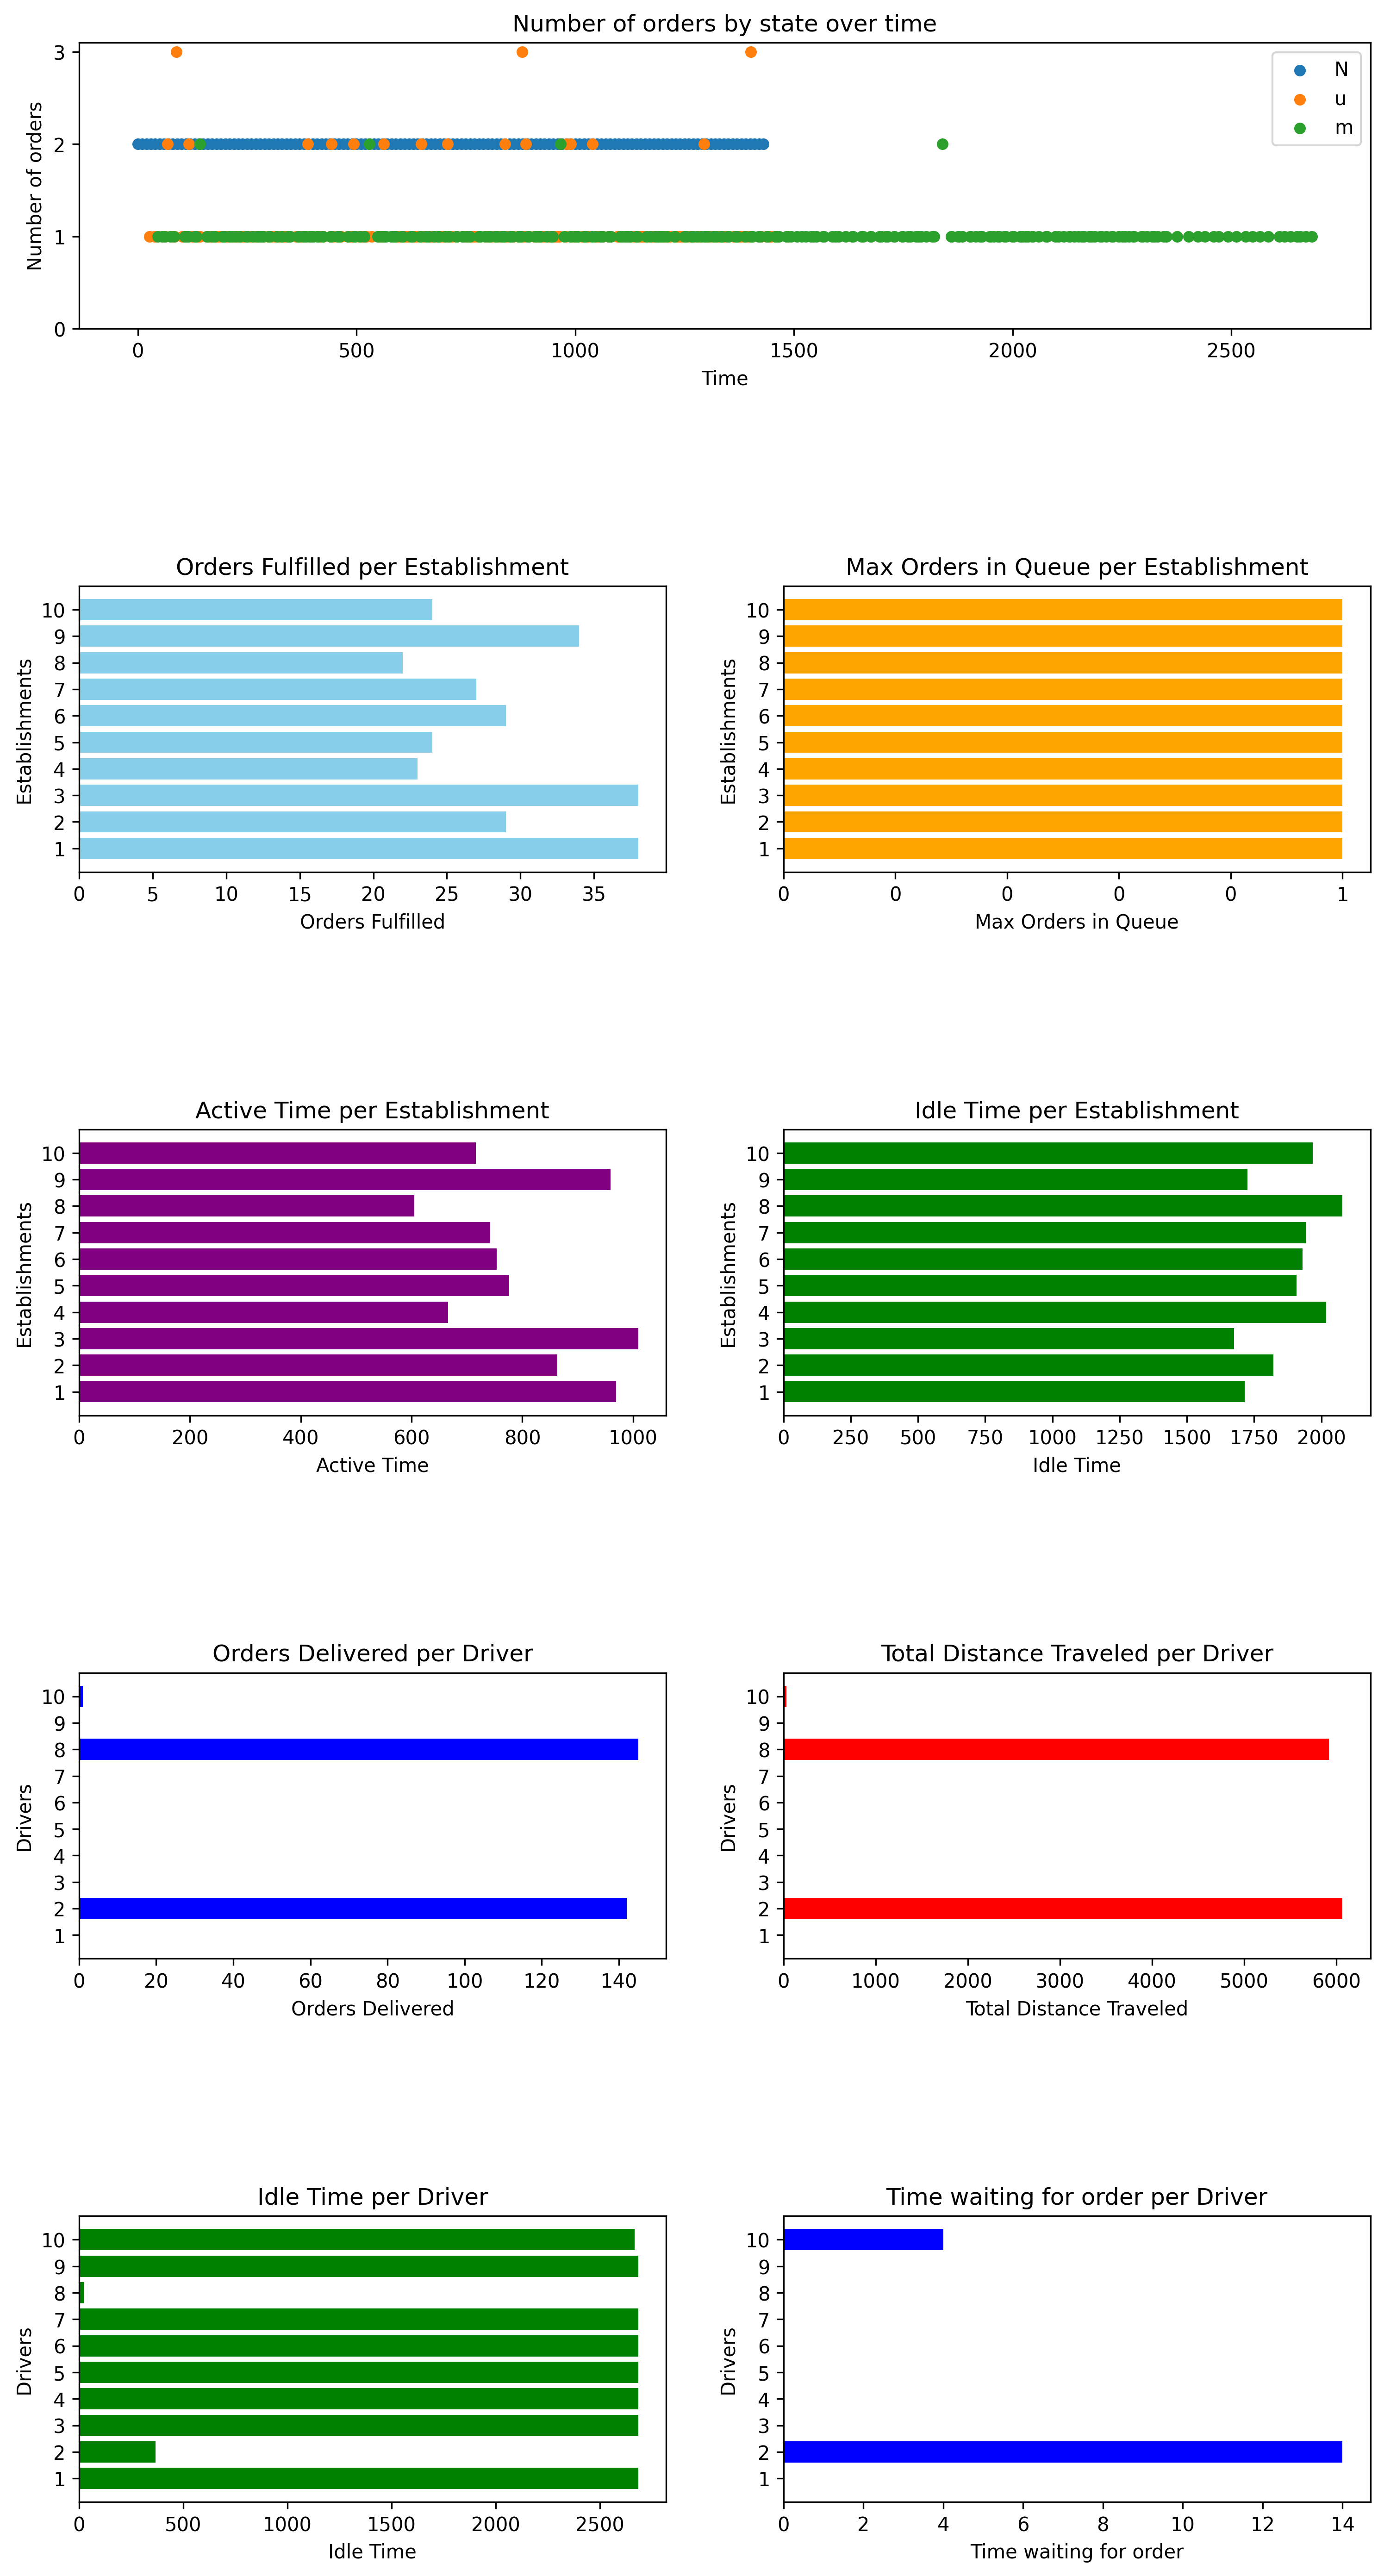 Number of orders by state over time
Number of orders
3
2
1
0
N
u
m
0 500 1000 1500 2000 2500
Time
Orders Fulfilled per Establishment
Establishments
10
9
8
7
6
5
4
3
2
1
0 5 10 15 20 25 30 35
Orders Fulfilled
Max Orders in Queue per Establishment
Establishments
10
9
8
7
6
5
4
3
2
1
0 0 0 0 0 1
Max Orders in Queue
Active Time per Establishment
Establishments
10
9
8
7
6
5
4
3
2
1
0 200 400 600 800 1000
Active Time
Idle Time per Establishment
Establishments
10
9
8
7
6
5
4
3
2
1
0 250 500 750 1000 1250 1500 1750 2000
Idle Time
Orders Delivered per Driver
Drivers
10
9
8
7
6
5
4
3
2
1
0 20 40 60 80 100 120 140
Orders Delivered
Total Distance Traveled per Driver
Drivers
10
9
8
7
6
5
4
3
2
1
0 1000 2000 3000 4000 5000 6000
Total Distance Traveled
Idle Time per Driver
Drivers
10
9
8
7
6
5
4
3
2
1
0 500 1000 1500 2000 2500
Idle Time
Time waiting for order per Driver
Drivers
10
9
8
7
6
5
4
3
2
1
0 2 4 6 8 10 12 14
Time waiting for order